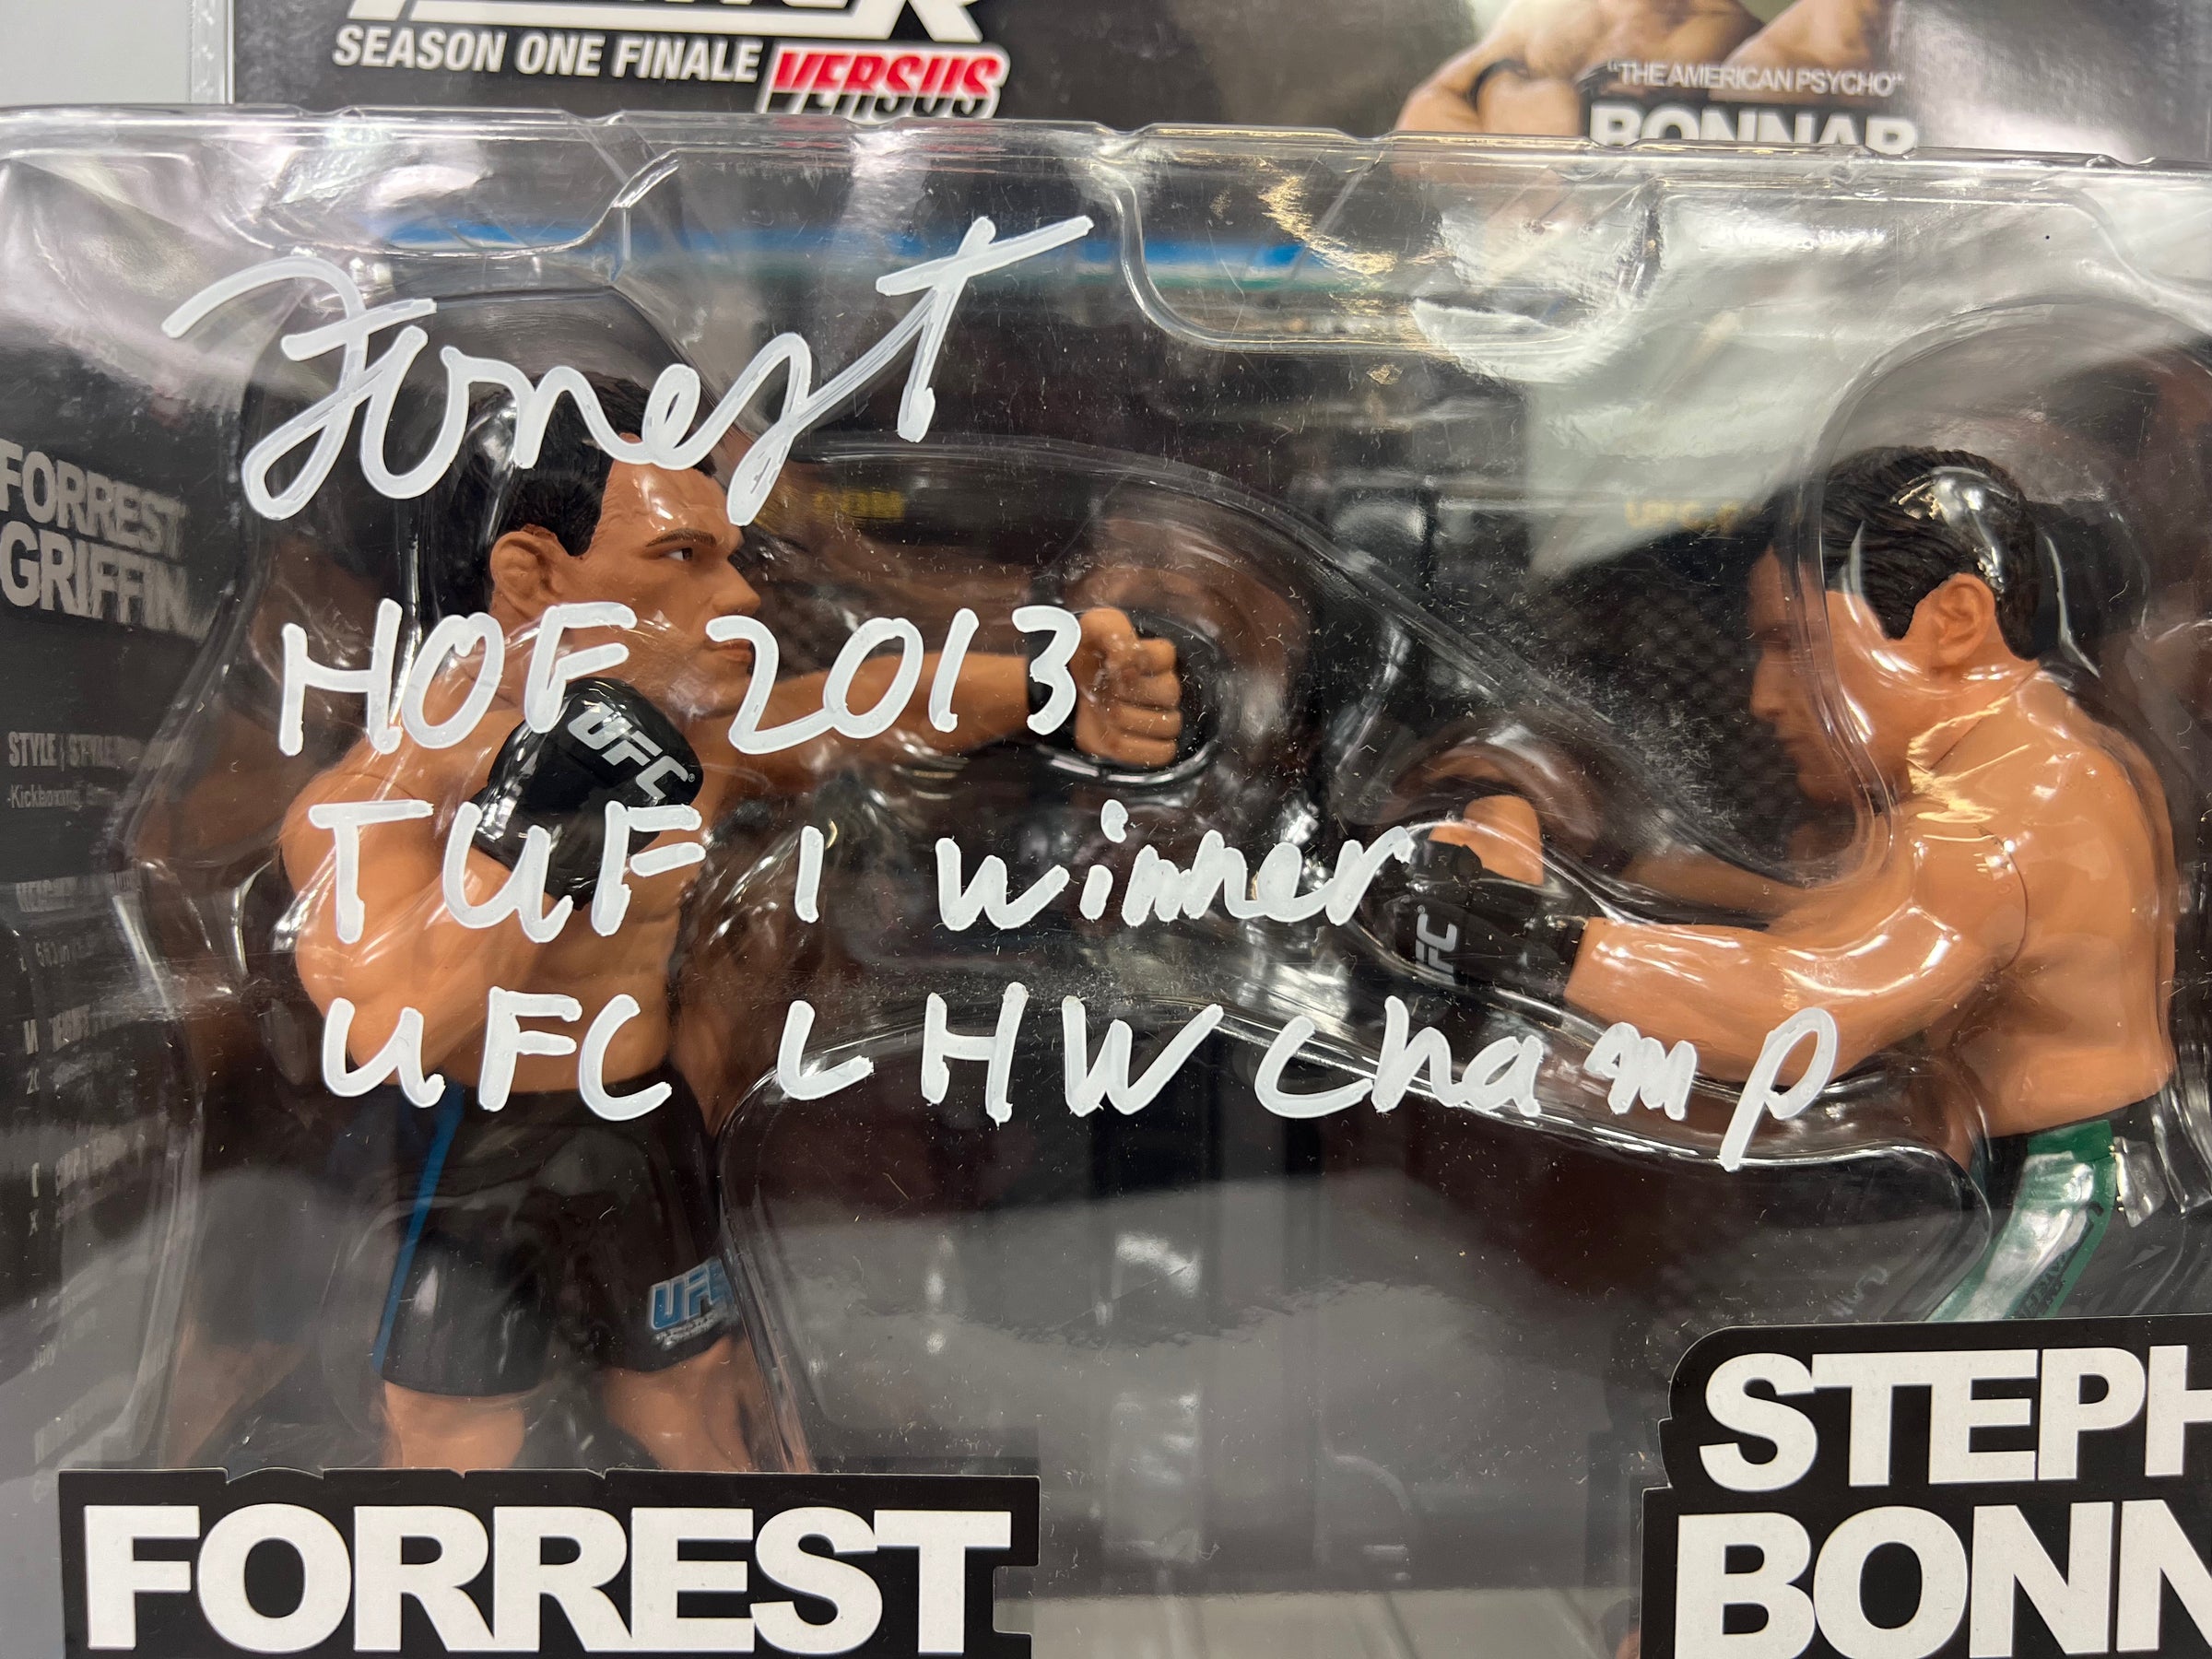 SEASON ONE FINALE VERSUS
"THE AMERICAN PSYCHO"
BONNAR
Forrest
FORREST
GRIFFIN
HOF 2013
UFC
STYLE
TUF 1 Winner
UFC
UFC LHW Champ
UFC
FORREST
STEPH
BONN